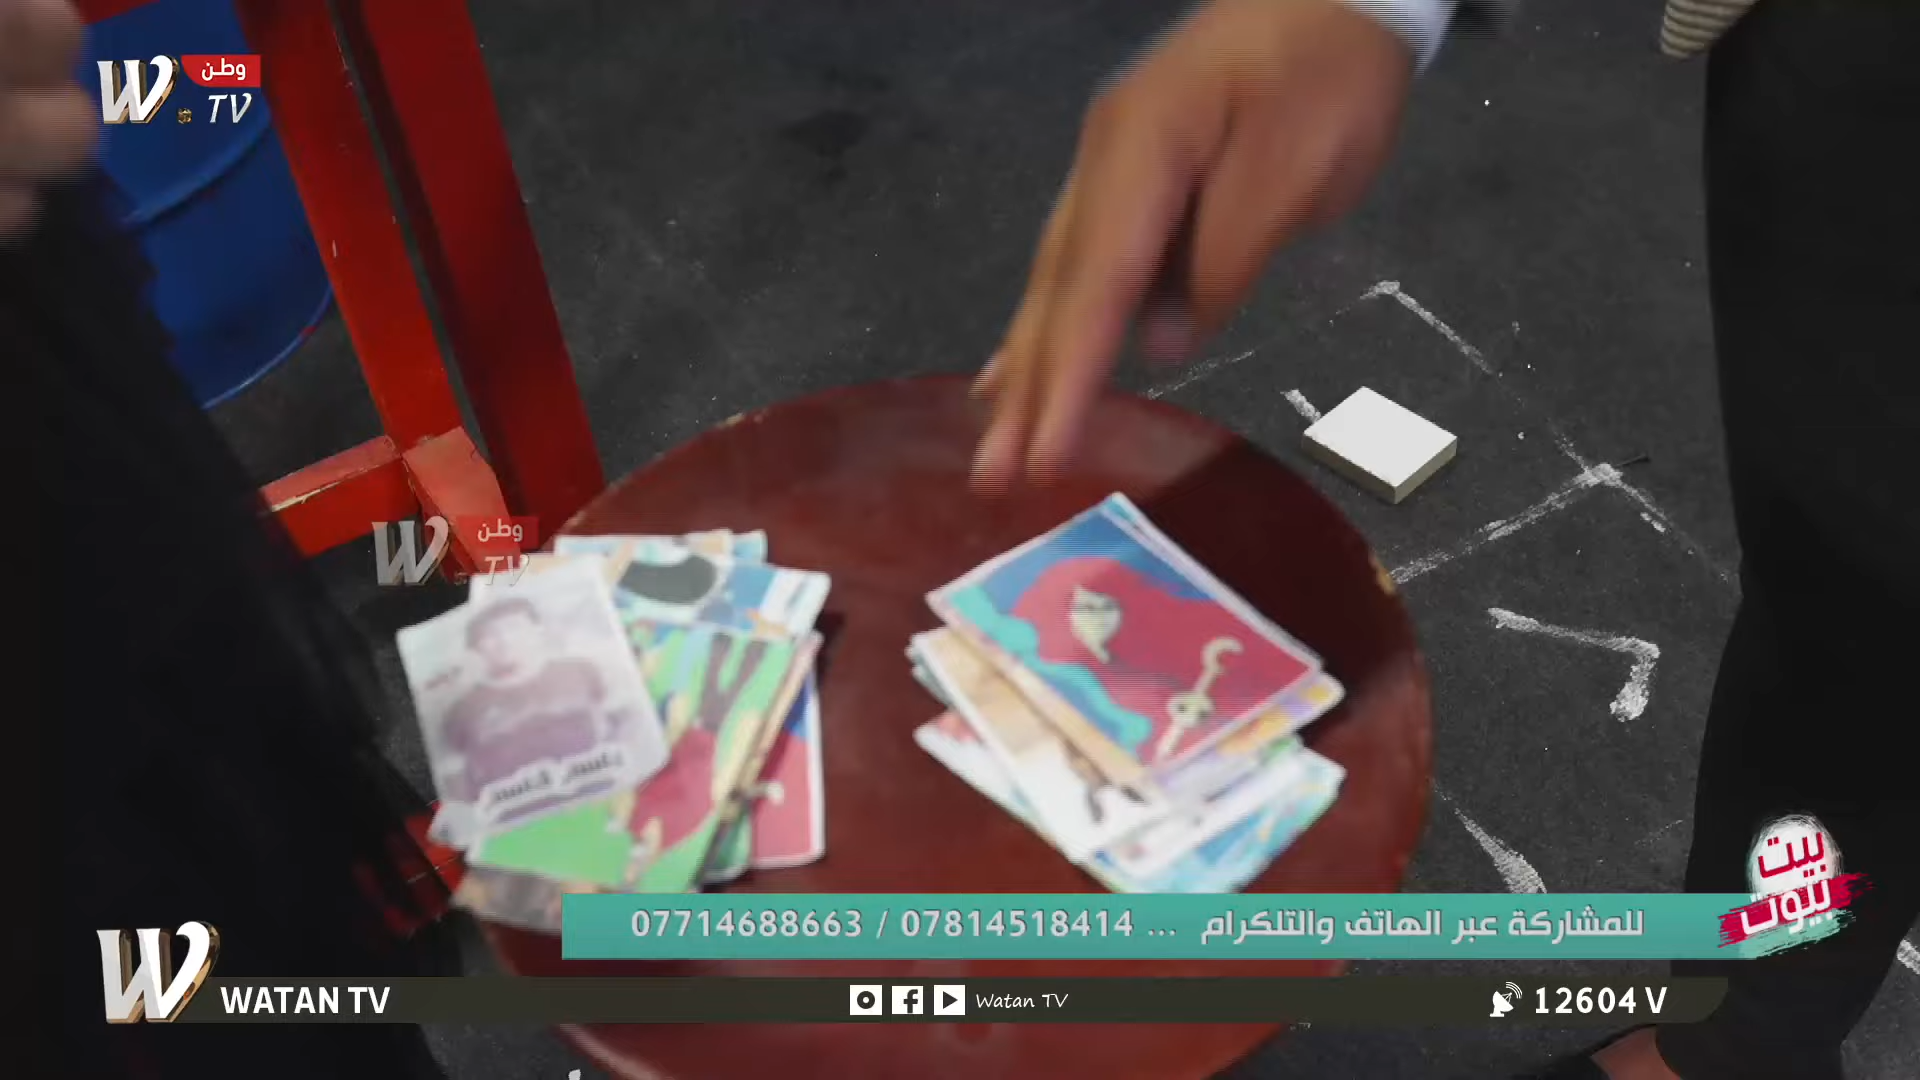 W. وطن TV
W. وطن TV
بيت بيوت
للمشاركة عبر الهاتف والتلكرام ... 07814518414 / 07714688663
W WATAN TV
Watan TV
12604 V